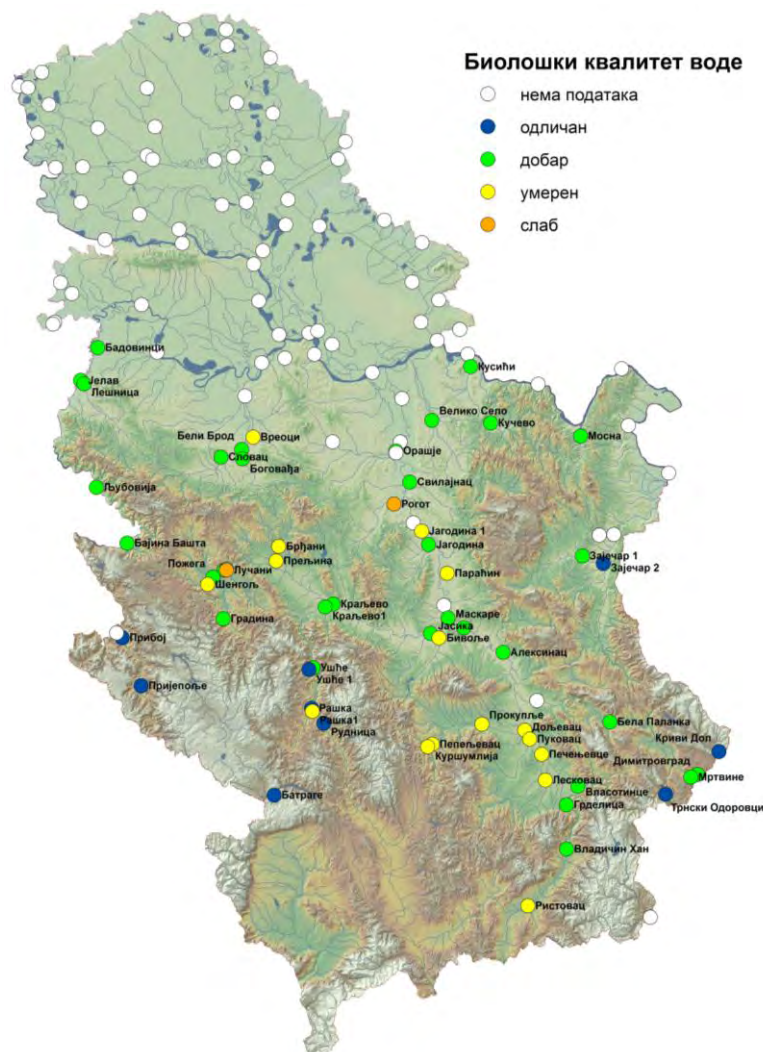 Биолошки квалитет воде
нема података
одличан
добар
умерен
слаб
Бадовинци
Јелав
Лешница
Кусићи
Велико Село
Кучево
Мосна
Бели Брод
Вреоци
Словац
Боговађа
Орашје
Љубовија
Свилајнац
Рогот
Јагодина 1
Јагодина
Бајина Башта
Брђани
Прељина
Зајечар 1
Зајечар 2
Пожега
Лучани
Шенгољ
Параћин
Краљево
Краљево1
Градина
Маскаре
Јасика
Бивоље
Прибој
Алексинац
Ушће
Ушће 1
Пријепоље
Рашка
Рашка1
Рудница
Прокупље
Дољевац
Пуковац
Бела Паланка
Пепељевац
Куршумлија
Печењевце
Криви Дол
Димитровград
Мртвине
Лесковац
Власотинце
Батраге
Грделица
Трнски Одоровци
Владичин Хан
Ристовац